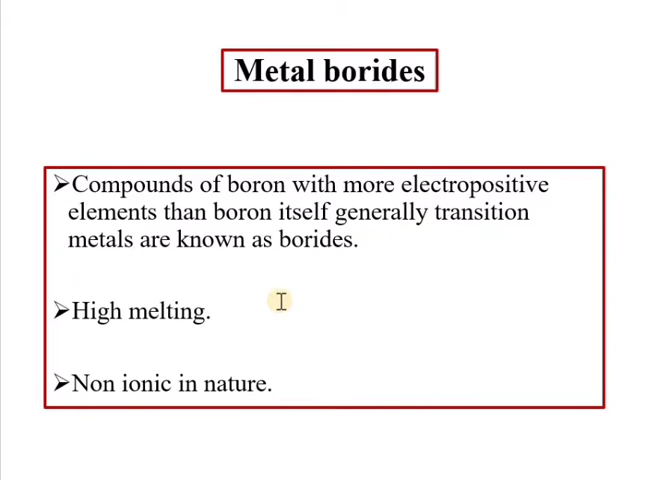 Metal borides
➢Compounds of boron with more electropositive
elements than boron itself generally transition
metals are known as borides.
➢High melting.
➢Non ionic in nature.